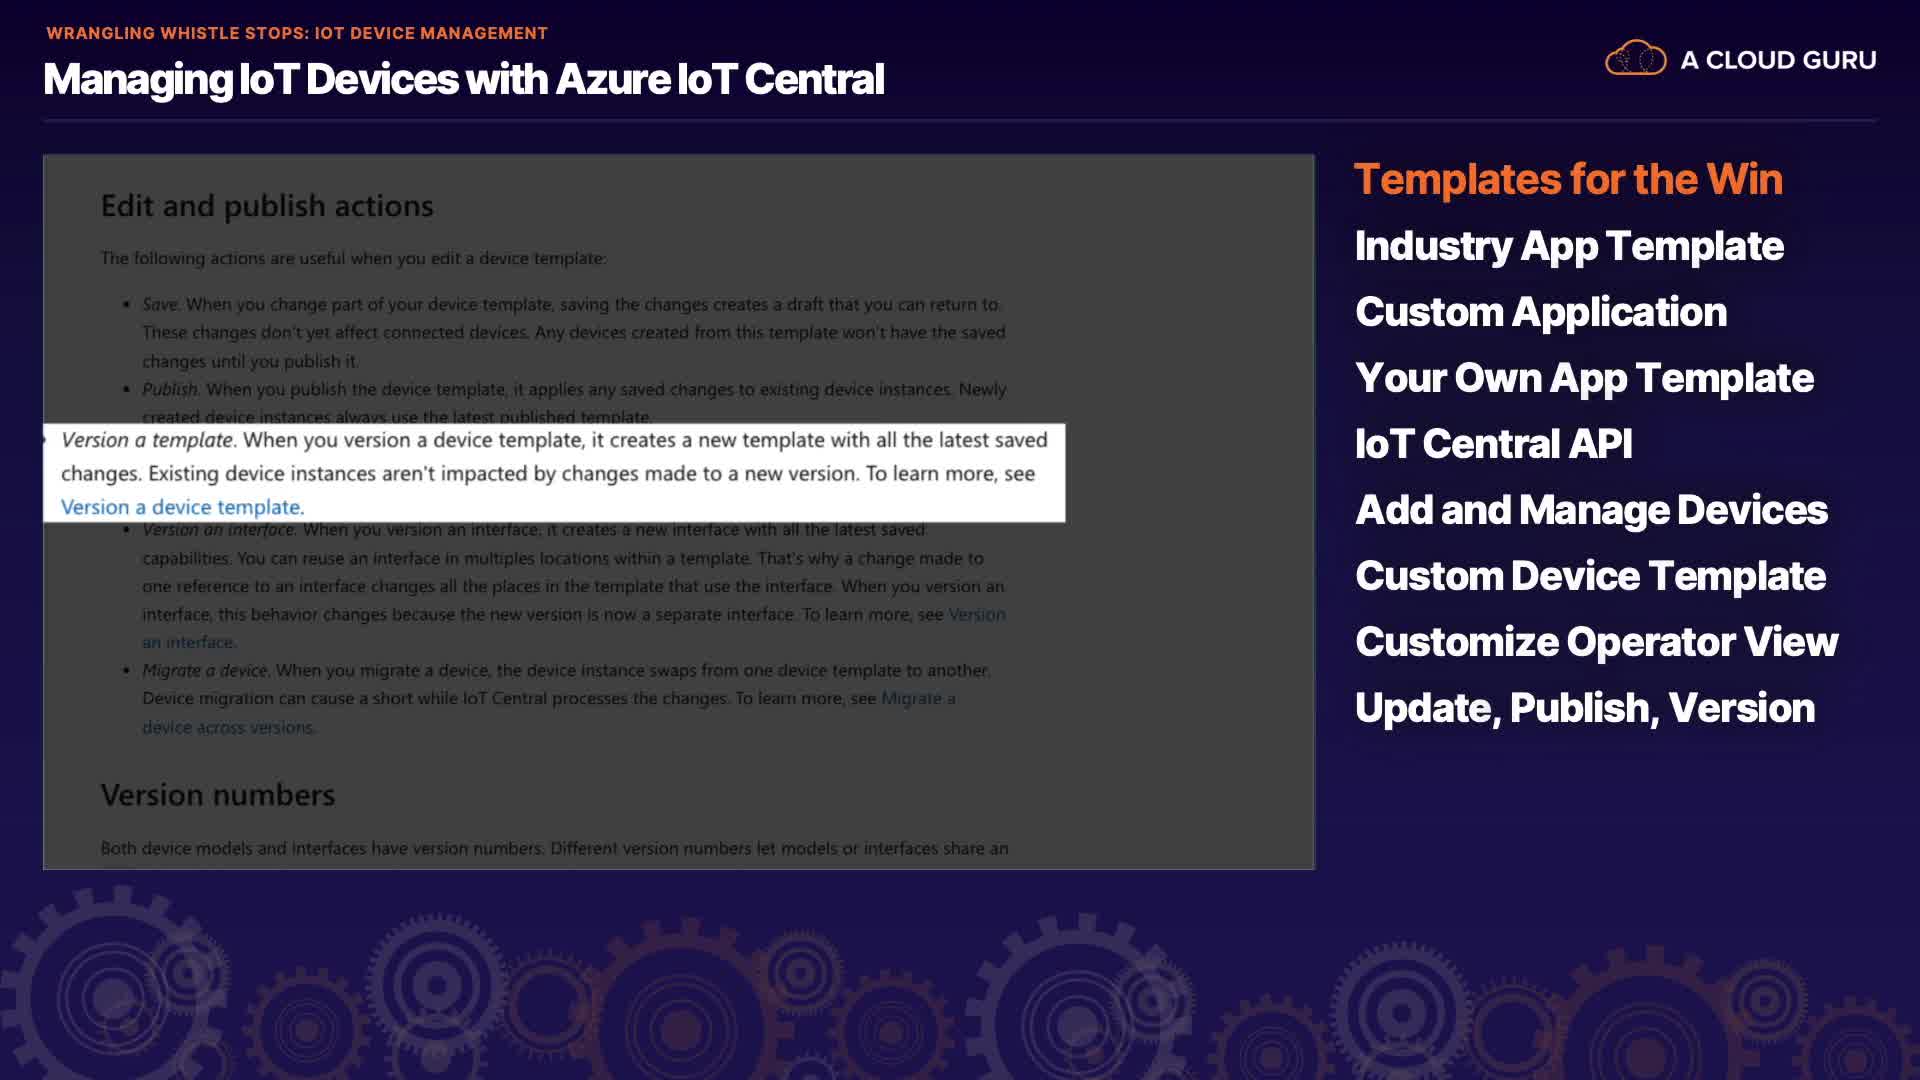 WRANGLING WHISTLE STOPS: IOT DEVICE MANAGEMENT
Managing IoT Devices with Azure IoT Central
A CLOUD GURU
Edit and publish actions
The following actions are useful when you edit a device template:
• Save. When you change part of your device template, saving the changes creates a draft that you can return to.
These changes don't yet affect connected devices. Any devices created from this template won't have the saved
changes until you publish it.
• Publish. When you publish the device template, it applies any saved changes to existing device instances. Newly
created device instances always use the latest published template.
Version a template. When you version a device template, it creates a new template with all the latest saved
changes. Existing device instances aren't impacted by changes made to a new version. To learn more, see
Version a device template.
• Version an interface. When you version an interface, it creates a new interface with all the latest saved
capabilities. You can reuse an interface in multiples locations within a template. That's why a change made to
one reference to an interface changes all the places in the template that use the interface. When you version an
interface, this behavior changes because the new version is now a separate interface. To learn more, see Version
an interface.
• Migrate a device. When you migrate a device, the device instance swaps from one device template to another.
Device migration can cause a short while IoT Central processes the changes. To learn more, see Migrate a
device across versions.
Version numbers
Both device models and interfaces have version numbers. Different version numbers let models or interfaces share an
Templates for the Win
Industry App Template
Custom Application
Your Own App Template
IoT Central API
Add and Manage Devices
Custom Device Template
Customize Operator View
Update, Publish, Version